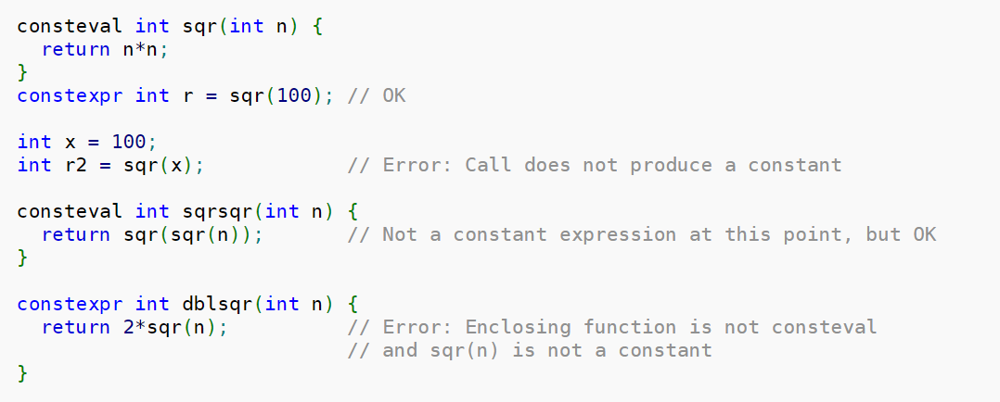 consteval int sqr(int n) {
  return n*n;
}
constexpr int r = sqr(100); // OK

int x = 100;
int r2 = sqr(x);            // Error: Call does not produce a constant

consteval int sqrsqr(int n) {
  return sqr(sqr(n));       // Not a constant expression at this point, but OK
}

constexpr int dblsqr(int n) {
  return 2*sqr(n);          // Error: Enclosing function is not consteval
                            // and sqr(n) is not a constant
}